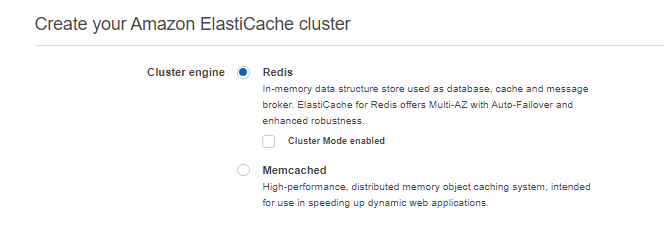 Create your Amazon ElastiCache cluster
Cluster engine
Redis
In-memory data structure store used as database, cache and message
broker. ElastiCache for Redis offers Multi-AZ with Auto-Failover and
enhanced robustness.
Cluster Mode enabled
Memcached
High-performance, distributed memory object caching system, intended
for use in speeding up dynamic web applications.